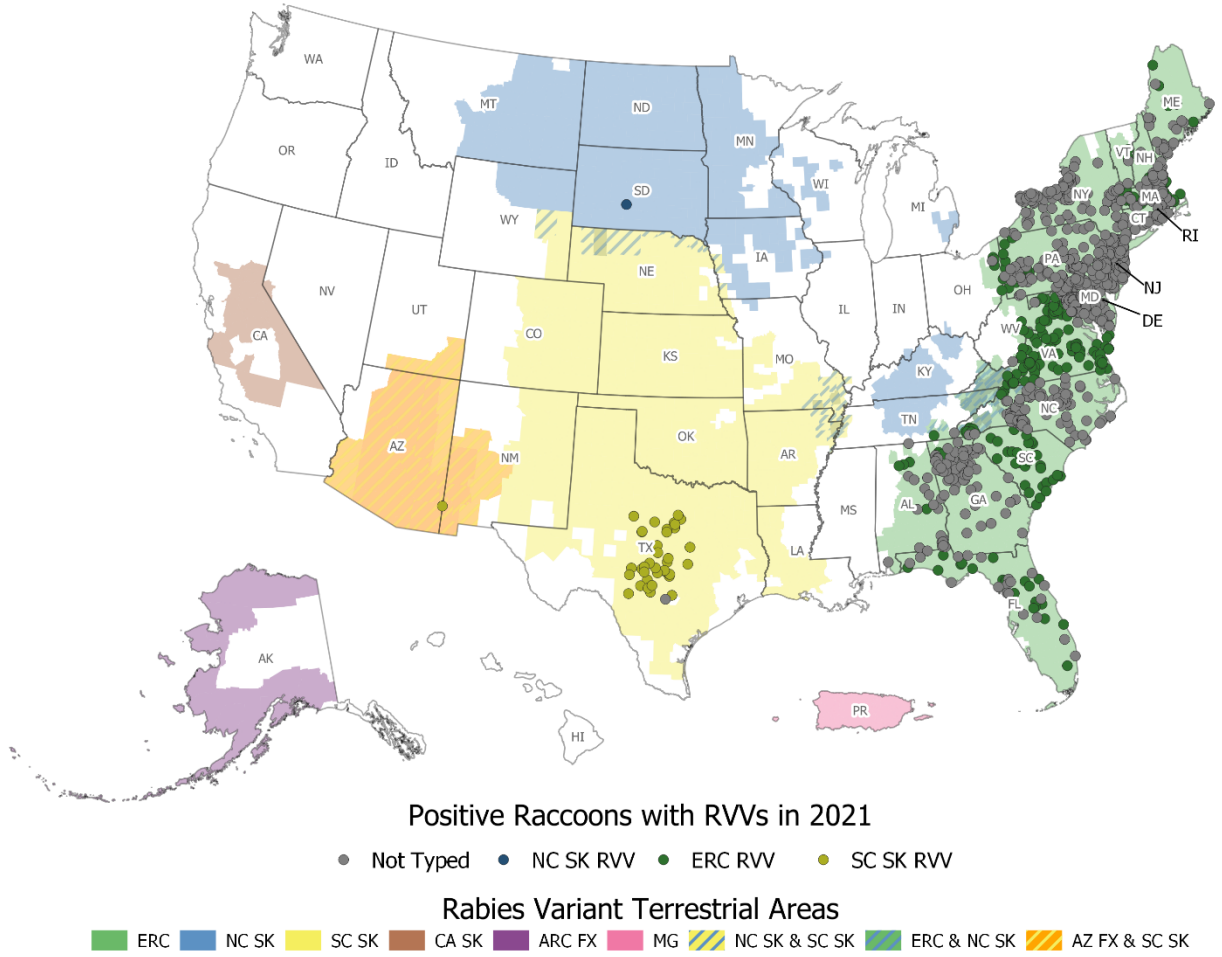 WA
MT
ND
ME
OR
ID
MN
VT
NH
SD
WI
NY
MA
MI
WY
CT
RI
IA
PA
NE
NV
OH
NJ
UT
IL
IN
MD
CA
CO
WV
DE
KS
MO
VA
KY
NC
TN
AZ
NM
OK
AR
SC
MS
AL
GA
TX
LA
FL
AK
HI
PR
Positive Raccoons with RVVs in 2021
Not Typed NC SK RVV ERC RVV SC SK RVV
Rabies Variant Terrestrial Areas
ERC NC SK SC SK CA SK ARC FX MG NC SK & SC SK ERC & NC SK AZ FX & SC SK